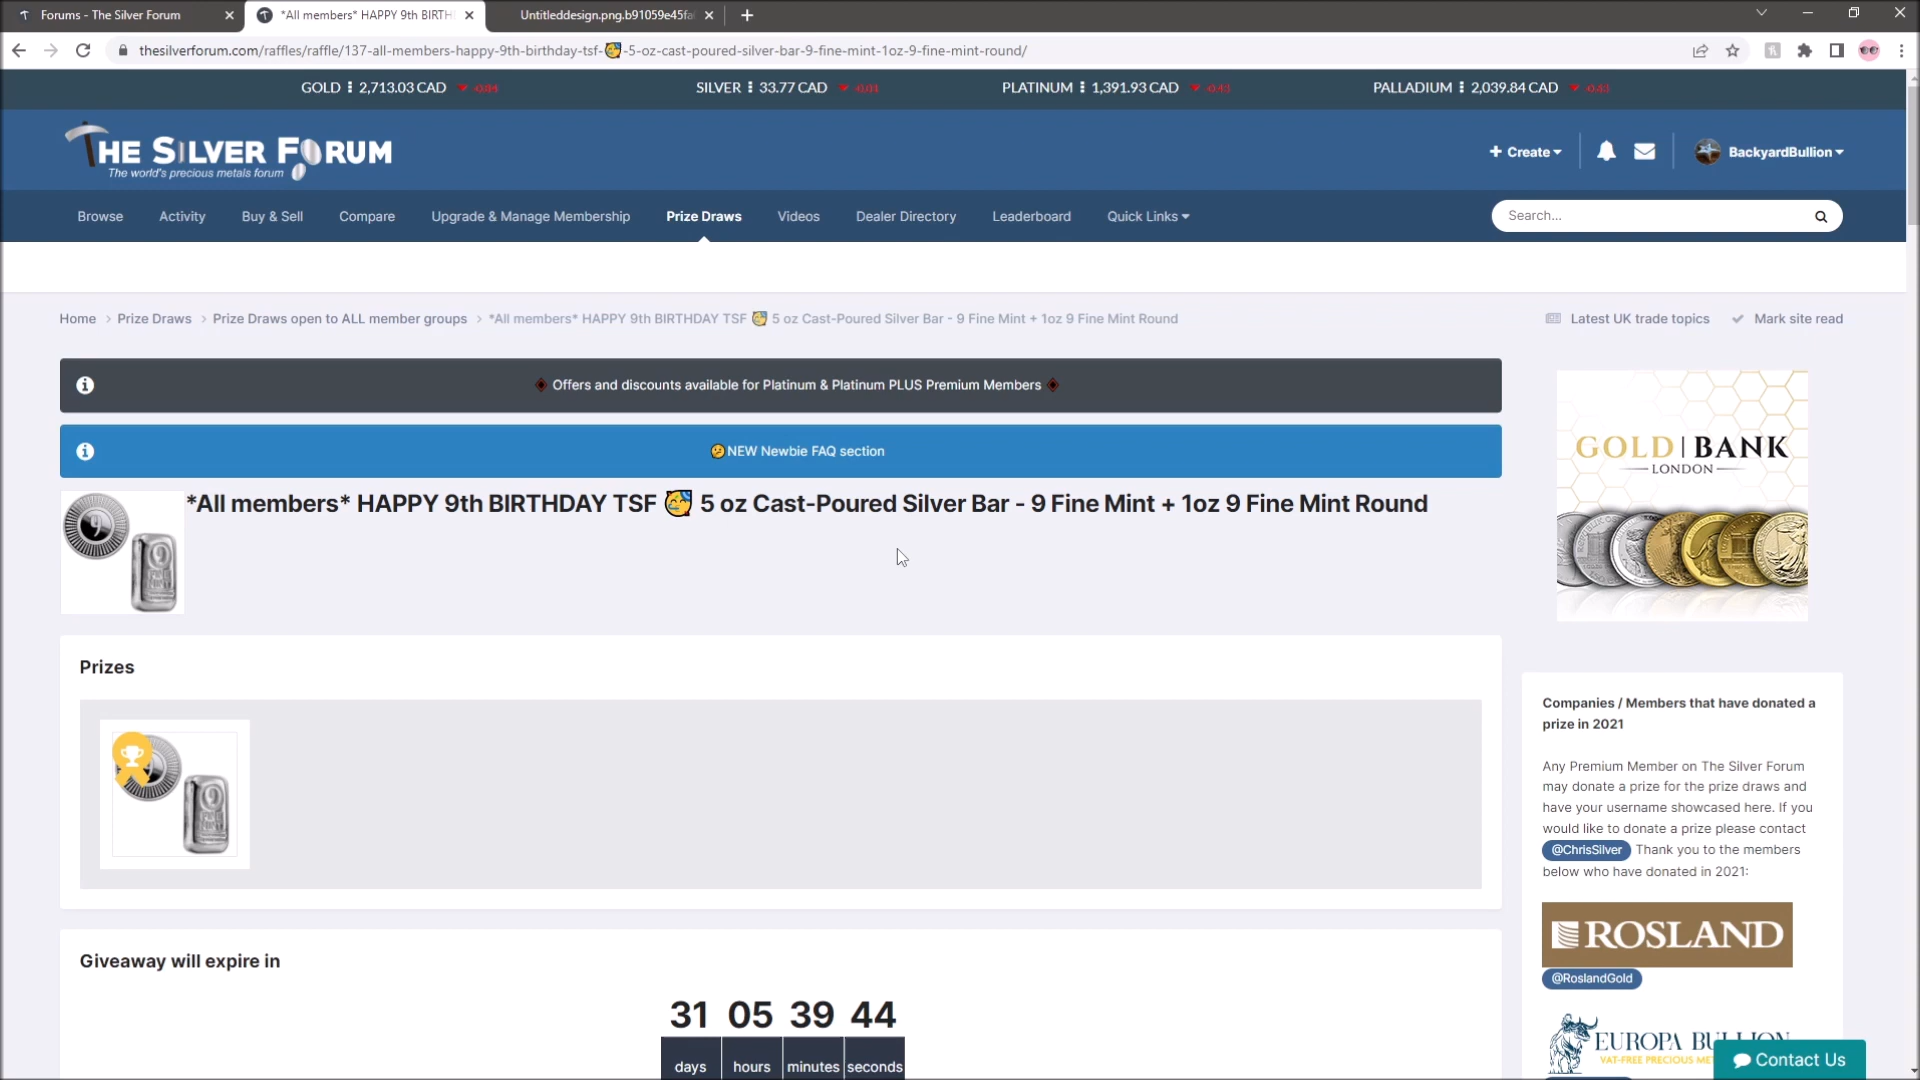 Forums - The Silver Forum
*All members* HAPPY 9th BIRTH
Untitleddesign.png.b91059e45fa
thesilverforum.com/raffles/raffle/137-all-members-happy-9th-birthday-tsf-🥳-5-oz-cast-poured-silver-bar-9-fine-mint-1oz-9-fine-mint-round/
GOLD ⁝ 2,713.03 CAD ▼
SILVER ⁝ 33.77 CAD ▼ -0.01
PLATINUM ⁝ 1,391.93 CAD ▼
PALLADIUM ⁝ 2,039.84 CAD ▼
THE SILVER FORUM
The world's precious metals forum
+ Create
BackyardBullion
Browse
Activity
Buy & Sell
Compare
Upgrade & Manage Membership
Prize Draws
Videos
Dealer Directory
Leaderboard
Quick Links
Search...
Home > Prize Draws > Prize Draws open to ALL member groups > *All members* HAPPY 9th BIRTHDAY TSF 🥳 5 oz Cast-Poured Silver Bar - 9 Fine Mint + 1oz 9 Fine Mint Round
Latest UK trade topics
Mark site read
Offers and discounts available for Platinum & Platinum PLUS Premium Members
🤔NEW Newbie FAQ section
*All members* HAPPY 9th BIRTHDAY TSF 🥳 5 oz Cast-Poured Silver Bar - 9 Fine Mint + 1oz 9 Fine Mint Round
GOLD | BANK
LONDON
Prizes
Companies / Members that have donated a
prize in 2021
Any Premium Member on The Silver Forum
may donate a prize for the prize draws and
have your username showcased here. If you
would like to donate a prize please contact
@ChrisSilver Thank you to the members
below who have donated in 2021:
ROSLAND
@RoslandGold
EUROPA BULLION
VAT-FREE PRECIOUS ME
Giveaway will expire in
31 05 39 44
days hours minutes seconds
Contact Us